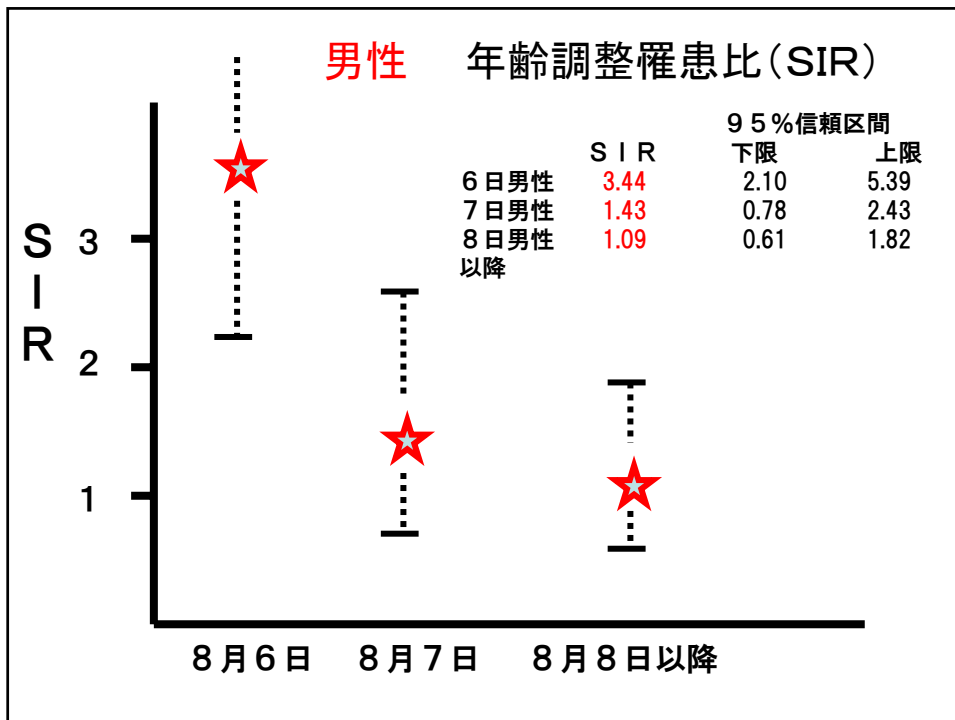 男性 年齢調整罹患比(SIR)
95%信頼区間
SIR 下限 上限
6日男性 3.44 2.10 5.39
7日男性 1.43 0.78 2.43
8日男性 1.09 0.61 1.82
以降
SIR
3
2
1
8月6日 8月7日 8月8日以降